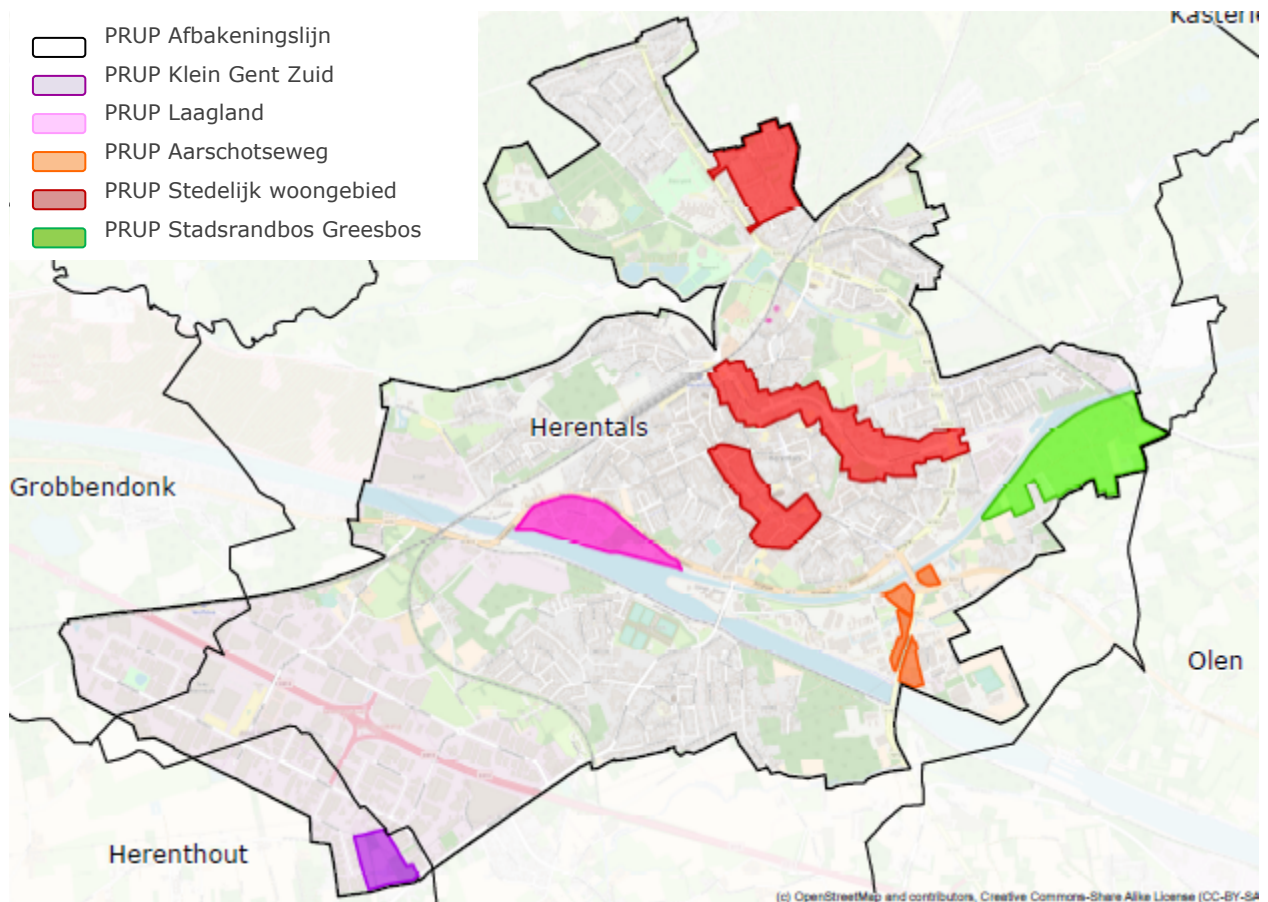 PRUP Afbakeningslijn
PRUP Klein Gent Zuid
PRUP Laagland
PRUP Aarschotseweg
PRUP Stedelijk woongebied
PRUP Stadsrandbos Greesbos
Kasterle
Herentals
Grobbendonk
Olen
Herenthout
(c) OpenStreetMap and contributors, Creative Commons-Share Alike License (CC-BY-SA